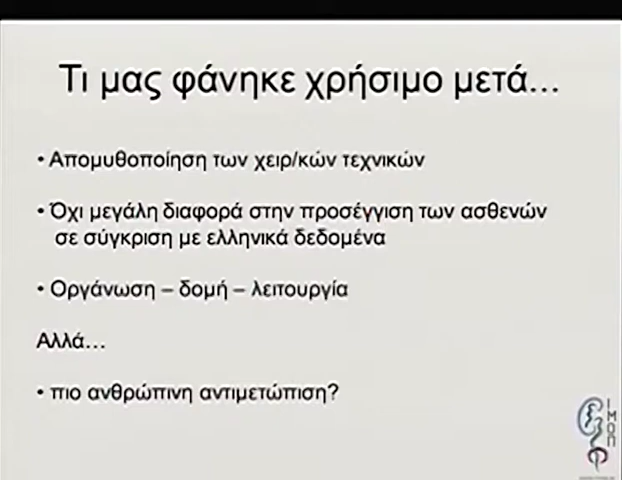 Τι μας φάνηκε χρήσιμο μετά...
• Απομυθοποίηση των χειρ/κών τεχνικών
• Όχι μεγάλη διαφορά στην προσέγγιση των ασθενών
σε σύγκριση με ελληνικά δεδομένα
• Οργάνωση – δομή – λειτουργία
Αλλά...
• πιο ανθρώπινη αντιμετώπιση?
ΙΜΟΠ